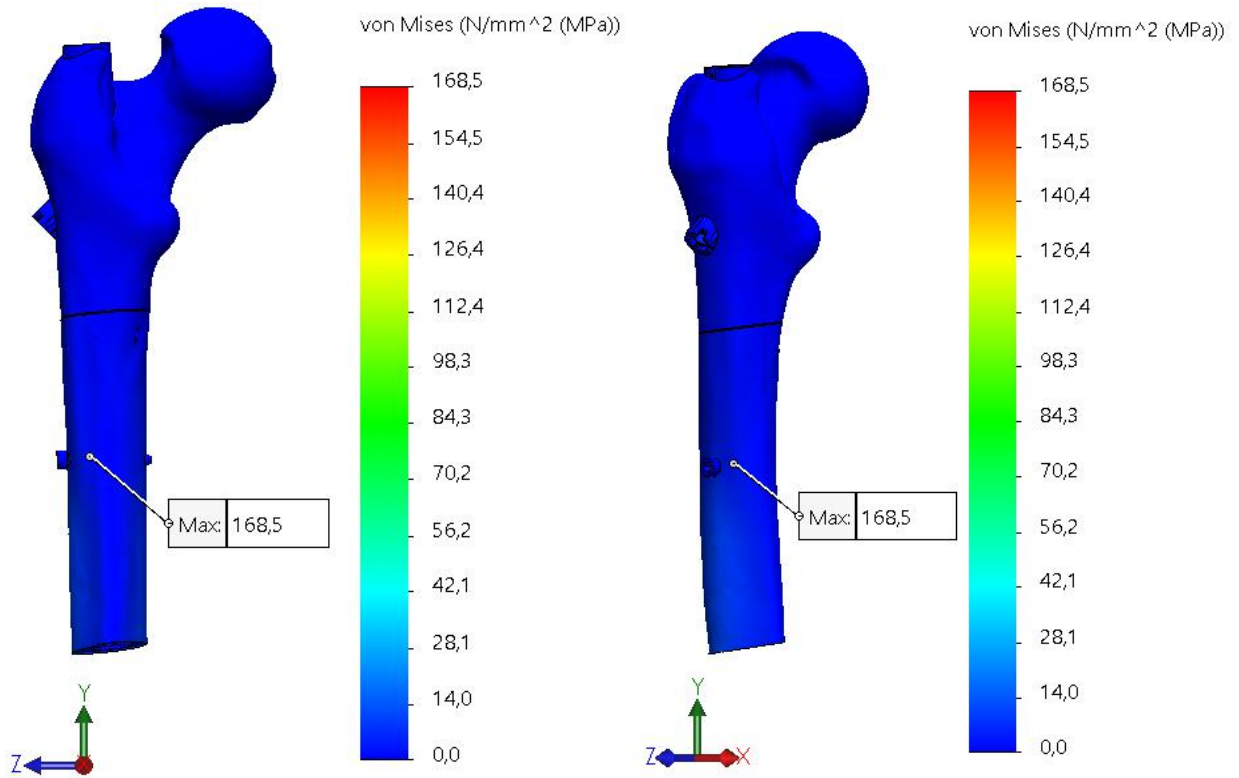 von Mises (N/mm^2 (MPa))
168,5
154,5
140,4
126,4
112,4
98,3
84,3
70,2
56,2
42,1
28,1
14,0
0,0
Max: 168,5
Y
Z
X
von Mises (N/mm^2 (MPa))
168,5
154,5
140,4
126,4
112,4
98,3
84,3
70,2
56,2
42,1
28,1
14,0
0,0
Max: 168,5
Y
Z
X